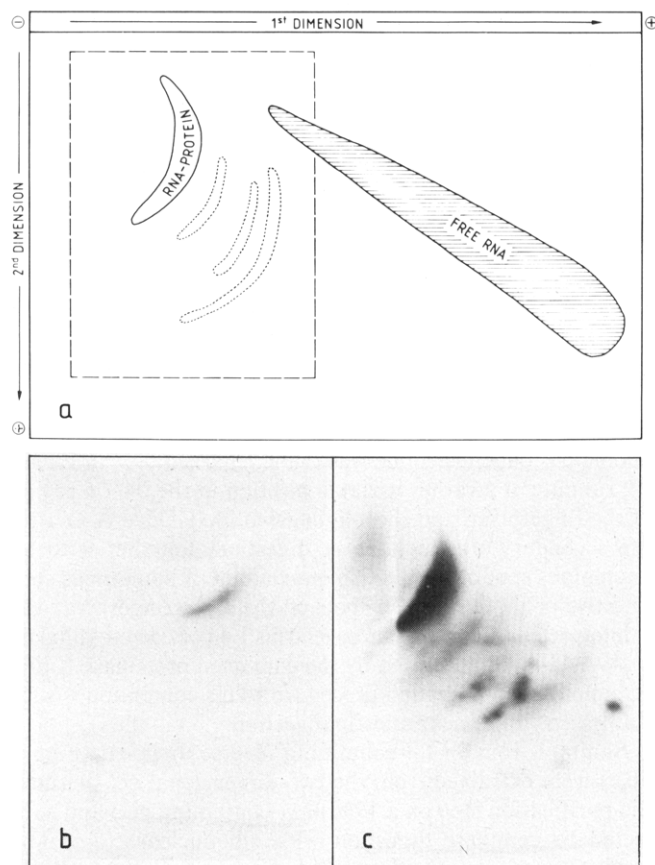 ⊖ 1st DIMENSION ⊕
2nd DIMENSION
⊕
RNA-PROTEIN
FREE RNA
a
b
c